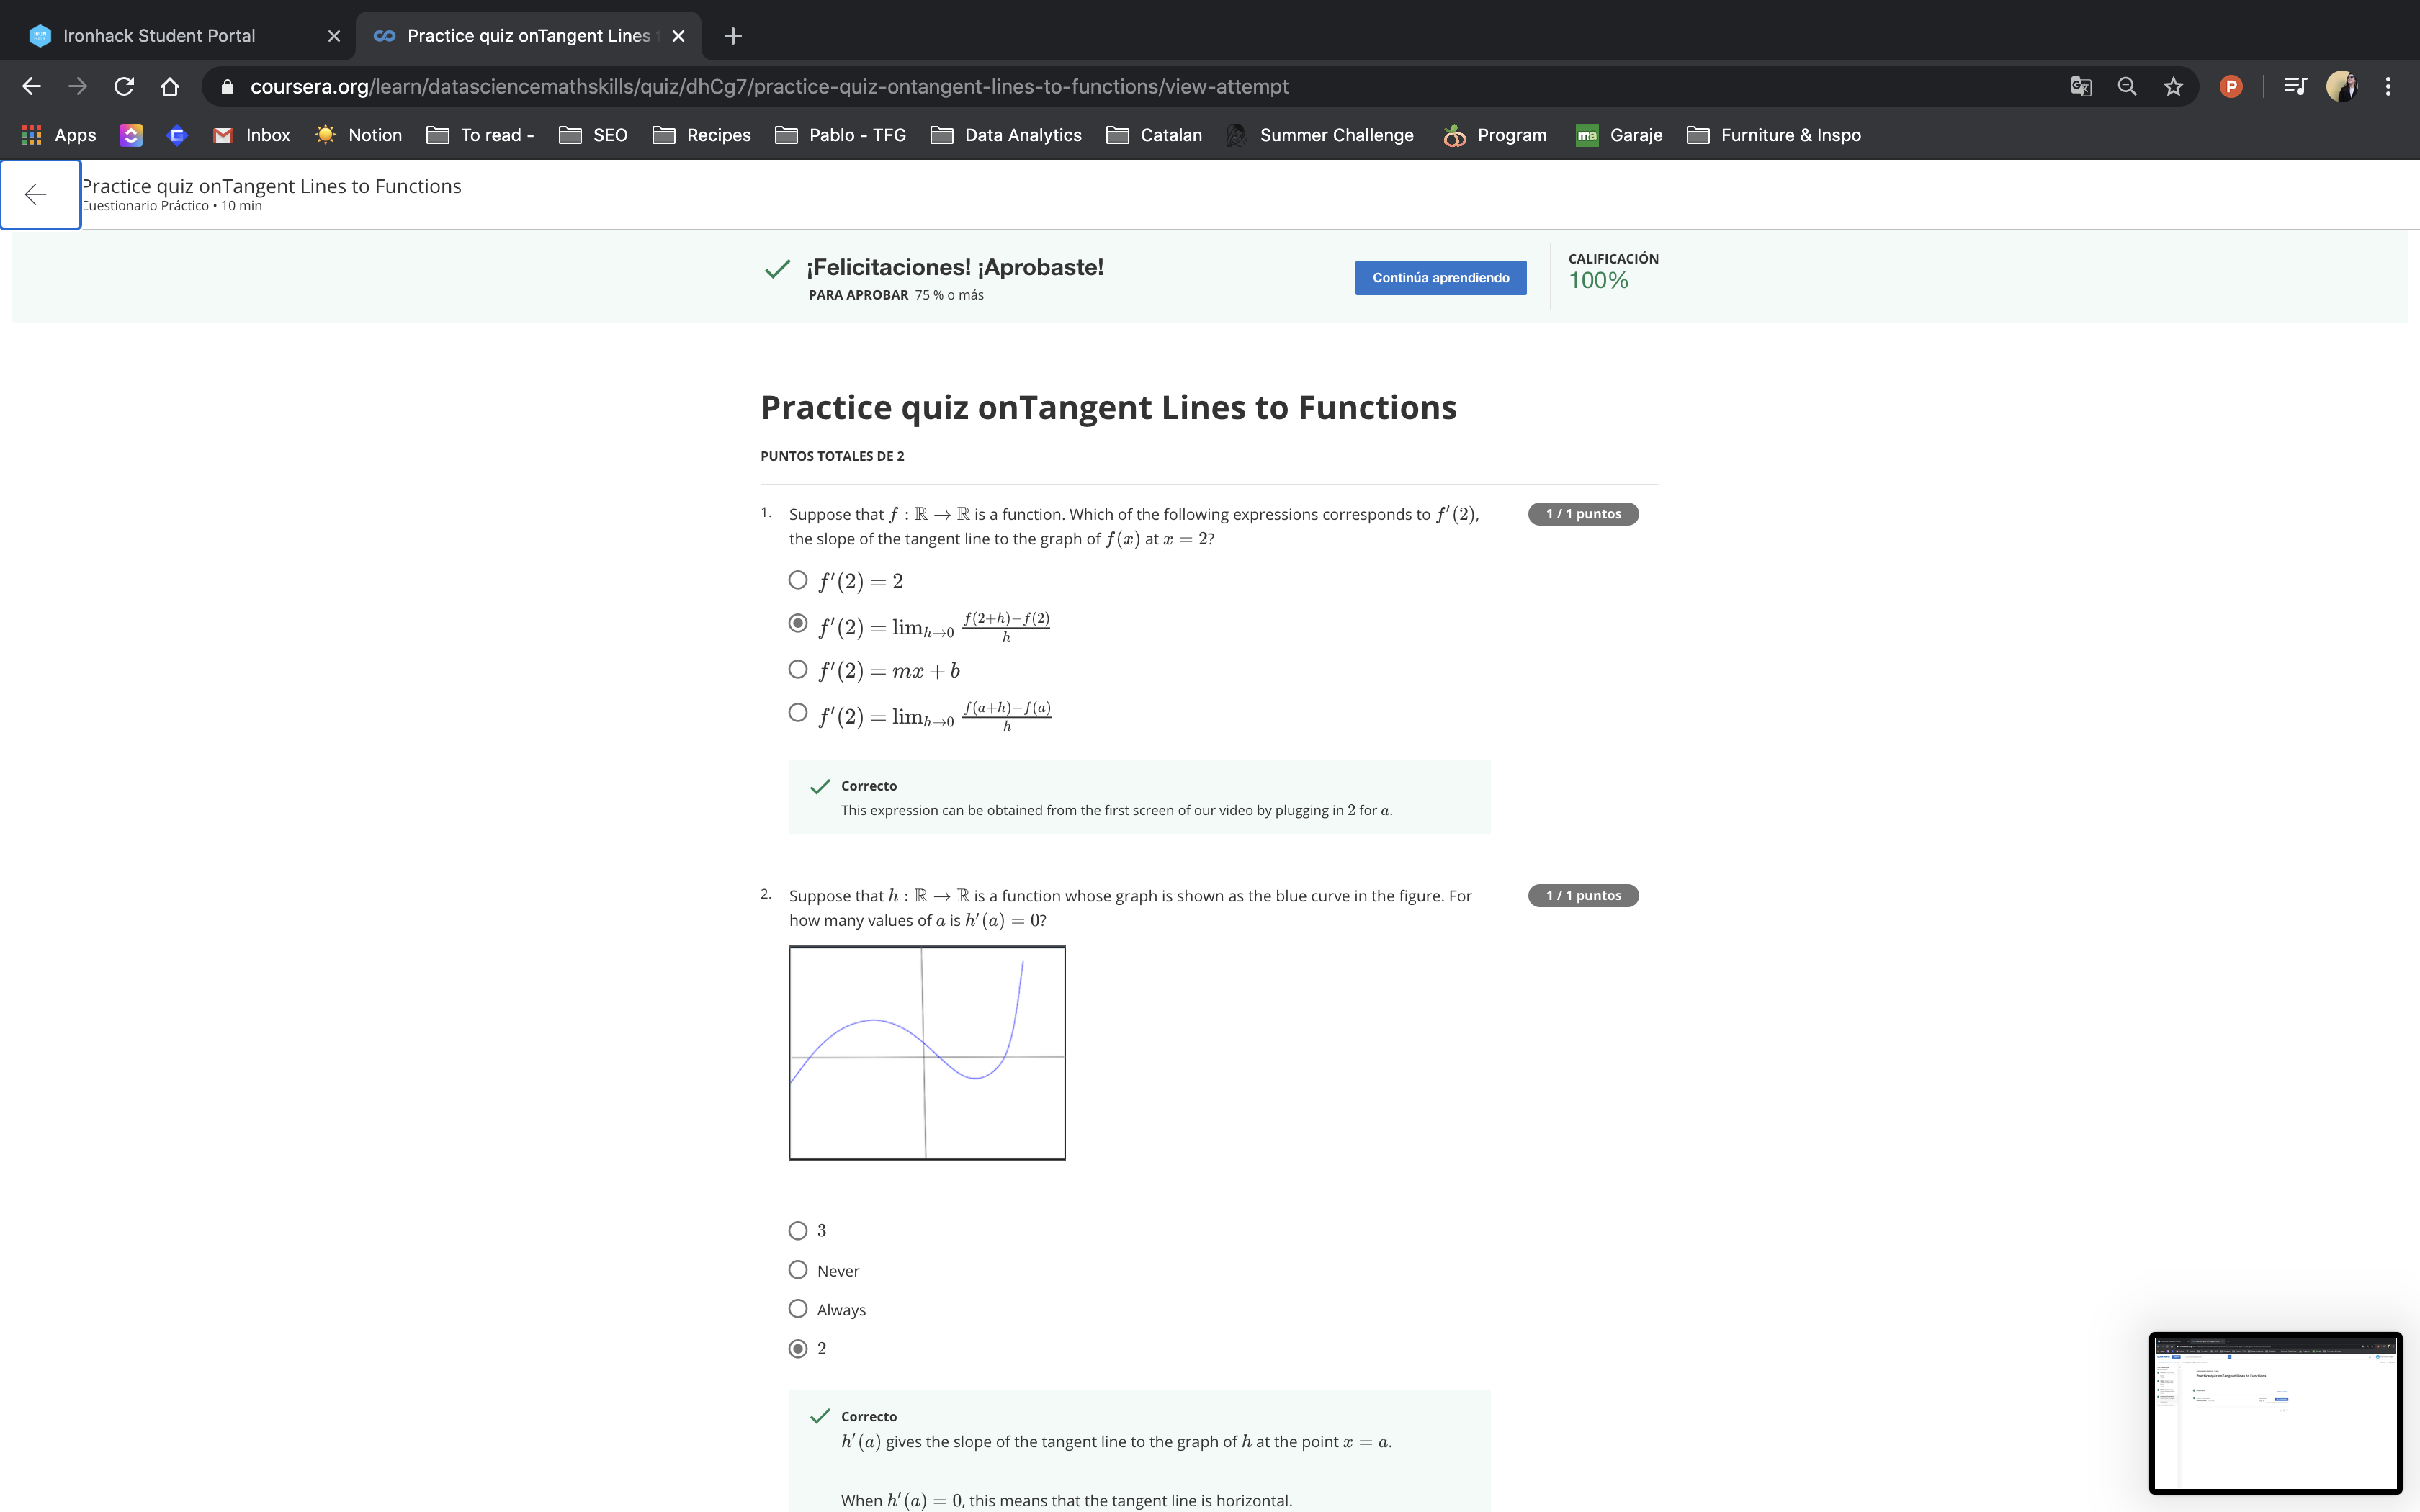 Ironhack Student Portal
Practice quiz onTangent Lines
coursera.org/learn/datasciencemathskills/quiz/dhCg7/practice-quiz-ontangent-lines-to-functions/view-attempt
P
Apps
Inbox
Notion
To read -
SEO
Recipes
Pablo - TFG
Data Analytics
Catalan
Summer Challenge
Program
ma
Garaje
Furniture & Inspo
Practice quiz onTangent Lines to Functions
Cuestionario Práctico • 10 min
¡Felicitaciones! ¡Aprobaste!
PARA APROBAR 75 % o más
Continúa aprendiendo
CALIFICACIÓN
100%
Practice quiz onTangent Lines to Functions
PUNTOS TOTALES DE 2
1. Suppose that f : ℝ → ℝ is a function. Which of the following expressions corresponds to f′(2),
the slope of the tangent line to the graph of f(x) at x = 2?
1 / 1 puntos
f′(2) = 2
f′(2) = lim_{h→0} \frac{f(2+h)−f(2)}{h}
f′(2) = mx + b
f′(2) = lim_{h→0} \frac{f(a+h)−f(a)}{h}
Correcto
This expression can be obtained from the first screen of our video by plugging in 2 for a.
2. Suppose that h : ℝ → ℝ is a function whose graph is shown as the blue curve in the figure. For
how many values of a is h′(a) = 0?
1 / 1 puntos
3
Never
Always
2
Correcto
h′(a) gives the slope of the tangent line to the graph of h at the point x = a.
When h′(a) = 0, this means that the tangent line is horizontal.
Practice quiz onTangent Lines to Functions